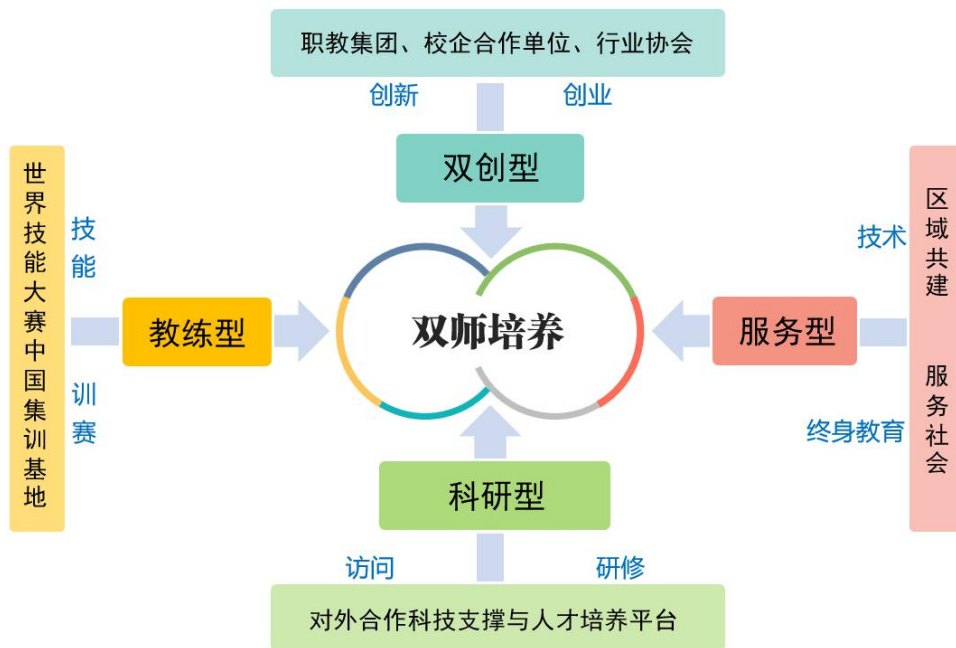 职教集团、校企合作单位、行业协会
创新
创业
双创型
世界技能大赛中国集训基地
技能
训赛
教练型
双师培养
服务型
技术
终身教育
区域共建 服务社会
科研型
访问
研修
对外合作科技支撑与人才培养平台